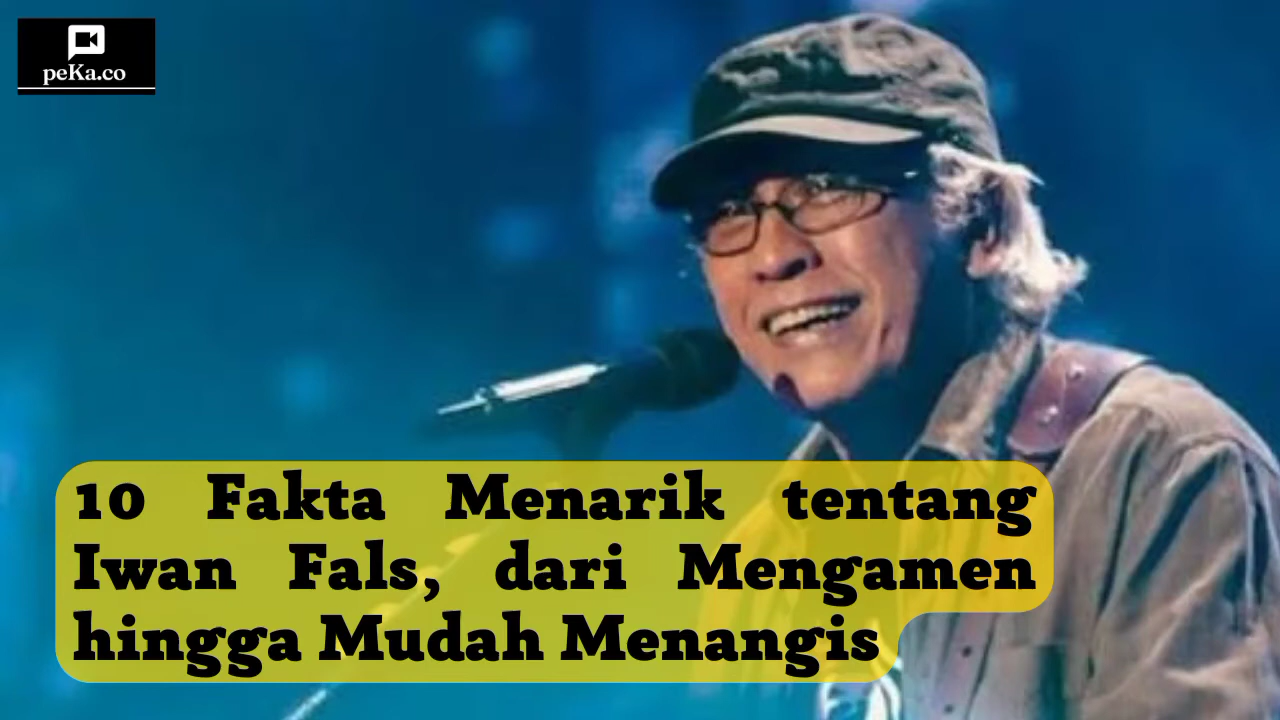 peKa.co
10 Fakta Menarik tentang
Iwan Fals, dari Mengamen
hingga Mudah Menangis